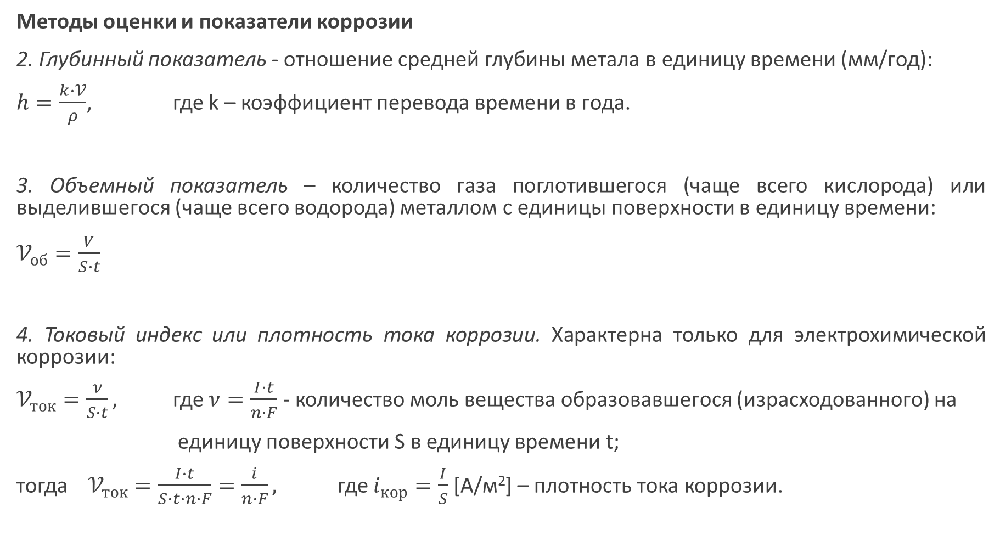 Методы оценки и показатели коррозии
2. Глубинный показатель - отношение средней глубины метала в единицу времени (мм/год):
$h = \frac{k \cdot \mathcal{V}}{\rho}$, где k – коэффициент перевода времени в года.
3. Объемный показатель – количество газа поглотившегося (чаще всего кислорода) или
выделившегося (чаще всего водорода) металлом с единицы поверхности в единицу времени:
$\mathcal{V}_{об} = \frac{V}{S \cdot t}$
4. Токовый индекс или плотность тока коррозии. Характерна только для электрохимической
коррозии:
$\mathcal{V}_{ток} = \frac{\nu}{S \cdot t}$, где $\nu = \frac{I \cdot t}{n \cdot F}$ - количество моль вещества образовавшегося (израсходованного) на
единицу поверхности S в единицу времени t;
тогда $\mathcal{V}_{ток} = \frac{I \cdot t}{S \cdot t \cdot n \cdot F} = \frac{i}{n \cdot F}$, где $i_{кор} = \frac{I}{S}$ [А/м²] – плотность тока коррозии.